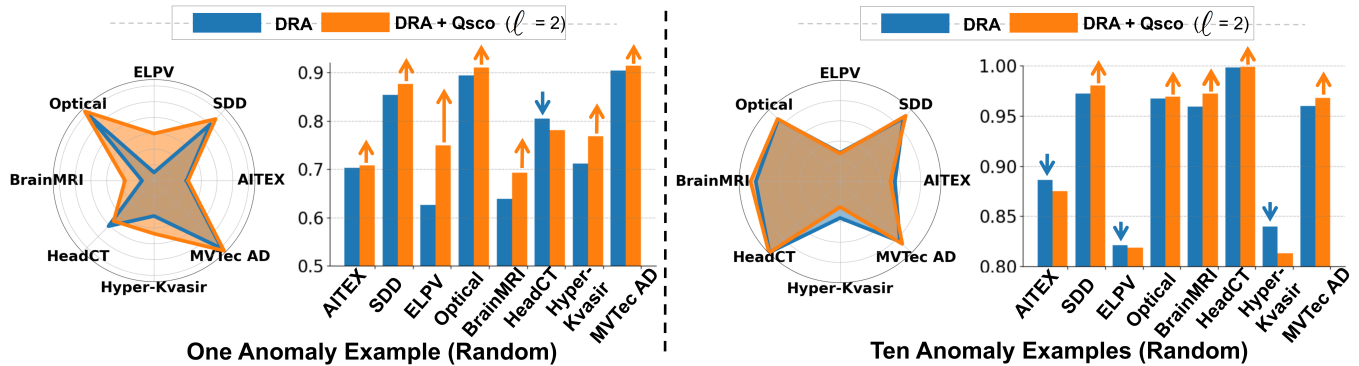 DRA DRA + Qsco (ℓ = 2)
ELPV
SDD
AITEX
MVTec AD
Hyper-Kvasir
HeadCT
BrainMRI
Optical
0.9
0.8
0.7
0.6
0.5
AITEX
SDD
ELPV
Optical
BrainMRI
HeadCT
Hyper-
Kvasir
MVTec AD
One Anomaly Example (Random)
DRA DRA + Qsco (ℓ = 2)
ELPV
SDD
AITEX
MVTec AD
Hyper-Kvasir
HeadCT
BrainMRI
Optical
1.00
0.95
0.90
0.85
0.80
AITEX
SDD
ELPV
Optical
BrainMRI
HeadCT
Hyper-
Kvasir
MVTec AD
Ten Anomaly Examples (Random)